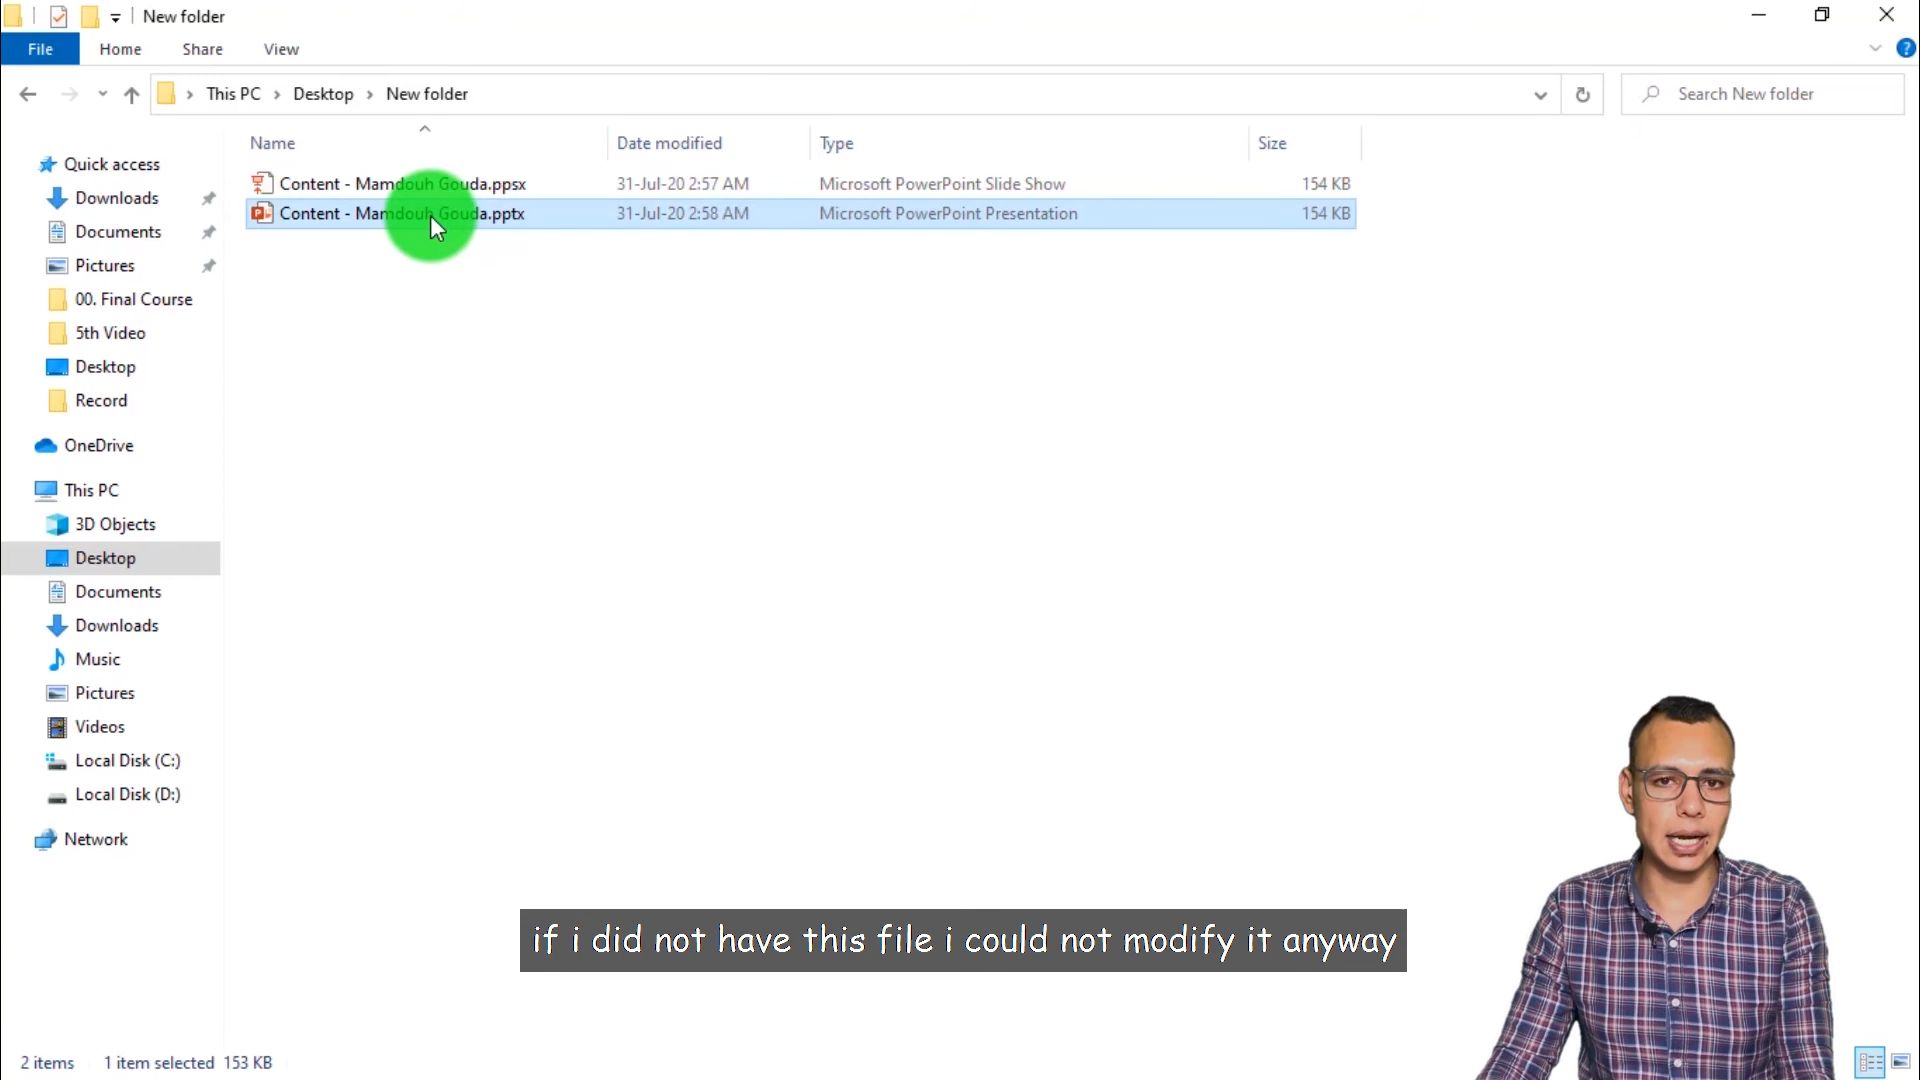 New folder
File Home Share View
This PC Desktop New folder
Search New folder
Name Date modified Type Size
Content - Mamdouh Gouda.ppsx 31-Jul-20 2:57 AM Microsoft PowerPoint Slide Show 154 KB
Content - Mamdouh Gouda.pptx 31-Jul-20 2:58 AM Microsoft PowerPoint Presentation 154 KB
Quick access
Downloads
Documents
Pictures
00. Final Course
5th Video
Desktop
Record
OneDrive
This PC
3D Objects
Desktop
Documents
Downloads
Music
Pictures
Videos
Local Disk (C:)
Local Disk (D:)
Network
if i did not have this file i could not modify it anyway
2 items 1 item selected 153 KB